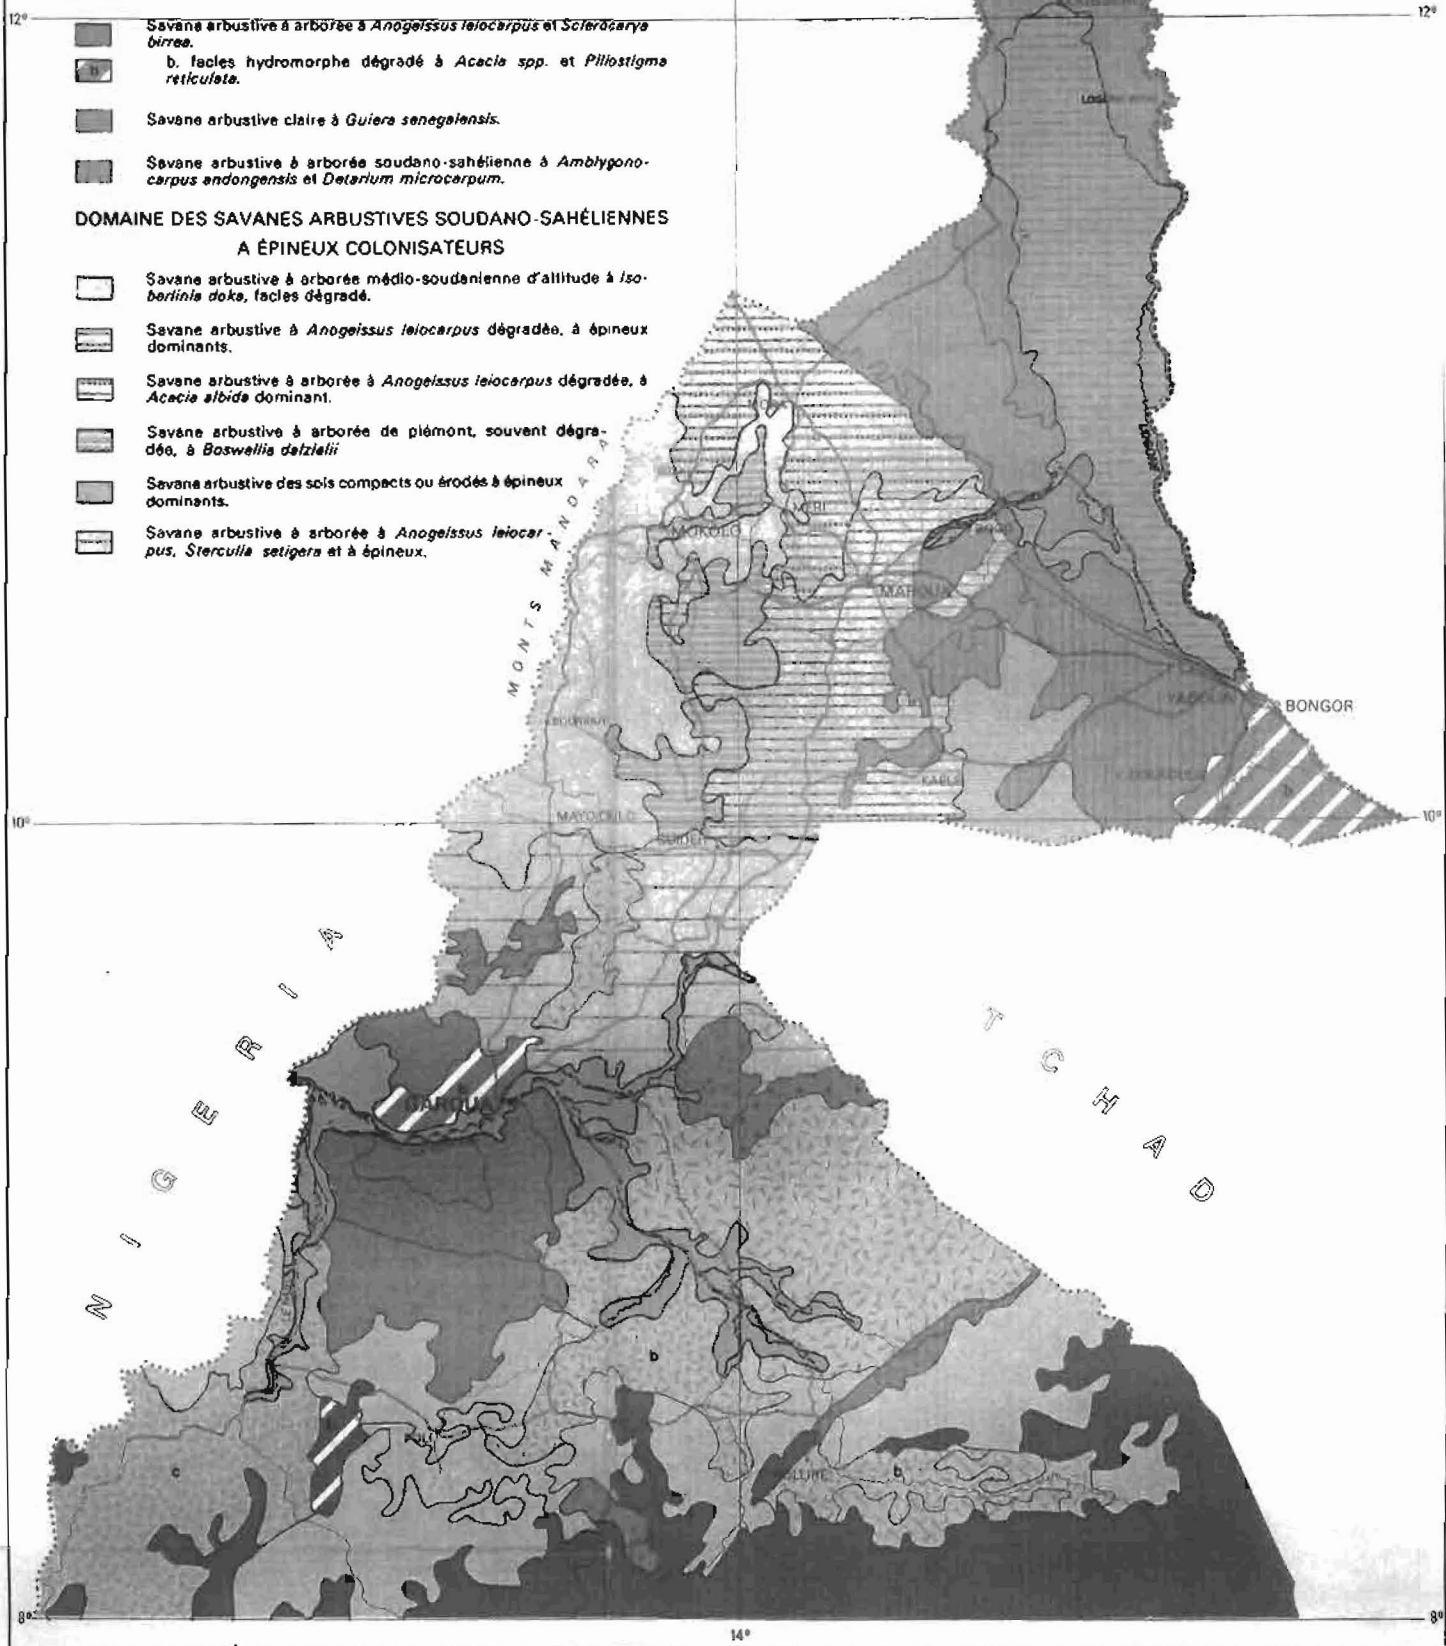 12°
12°
Savane arbustive à arborée à Anogeissus leiocarpus et Sclerocarya
birrea.
b
b. faciès hydromorphe dégradé à Acacia spp. et Piliostigma
reticulata.
Savane arbustive claire à Guiera senegalensis.
Savane arbustive à arborée soudano-sahélienne à Amblygono-
carpus andongensis et Detarium microcarpum.
DOMAINE DES SAVANES ARBUSTIVES SOUDANO-SAHÉLIENNES
A ÉPINEUX COLONISATEURS
Savane arbustive à arborée médio-soudanienne d'altitude à Iso-
berlinia doka, faciès dégradé.
Savane arbustive à Anogeissus leiocarpus dégradée, à épineux
dominants.
Savane arbustive à arborée à Anogeissus leiocarpus dégradée, à
Acacia albida dominant.
Savane arbustive à arborée de piémont, souvent dégra-
dée, à Boswellia dalzielii
Savane arbustive des sols compacts ou érodés à épineux
dominants.
Savane arbustive à arborée à Anogeissus leiocar-
pus, Sterculia setigera et à épineux.
MONTS MANDARA
LOGONE
MERI
MOKOLO
MAROUA
YAGOUA
BONGOR
KAELE
b
MAYO OULO
GUIDER
10°
10°
NIGERIA
TCHAD
GAROUA
b
POLI
c
b
8°
8°
14°